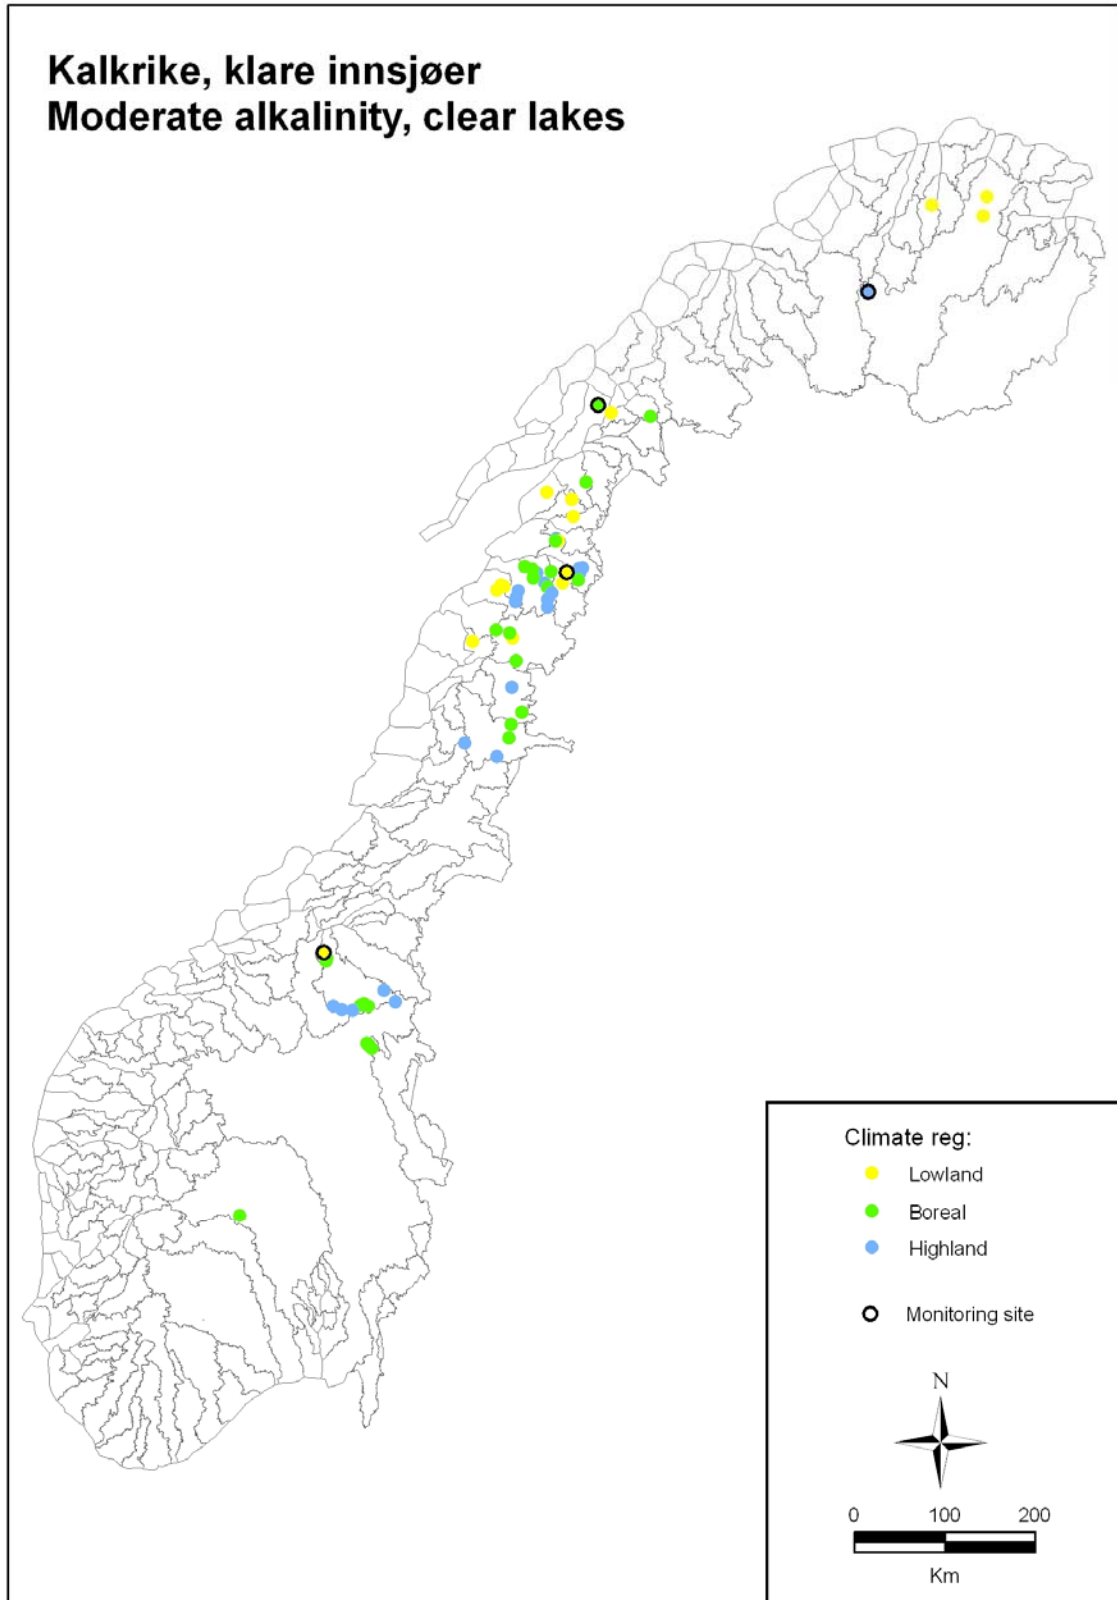 Kalkrike, klare innsjøer
Moderate alkalinity, clear lakes
Climate reg:
Lowland
Boreal
Highland
Monitoring site
N
0 100 200
Km